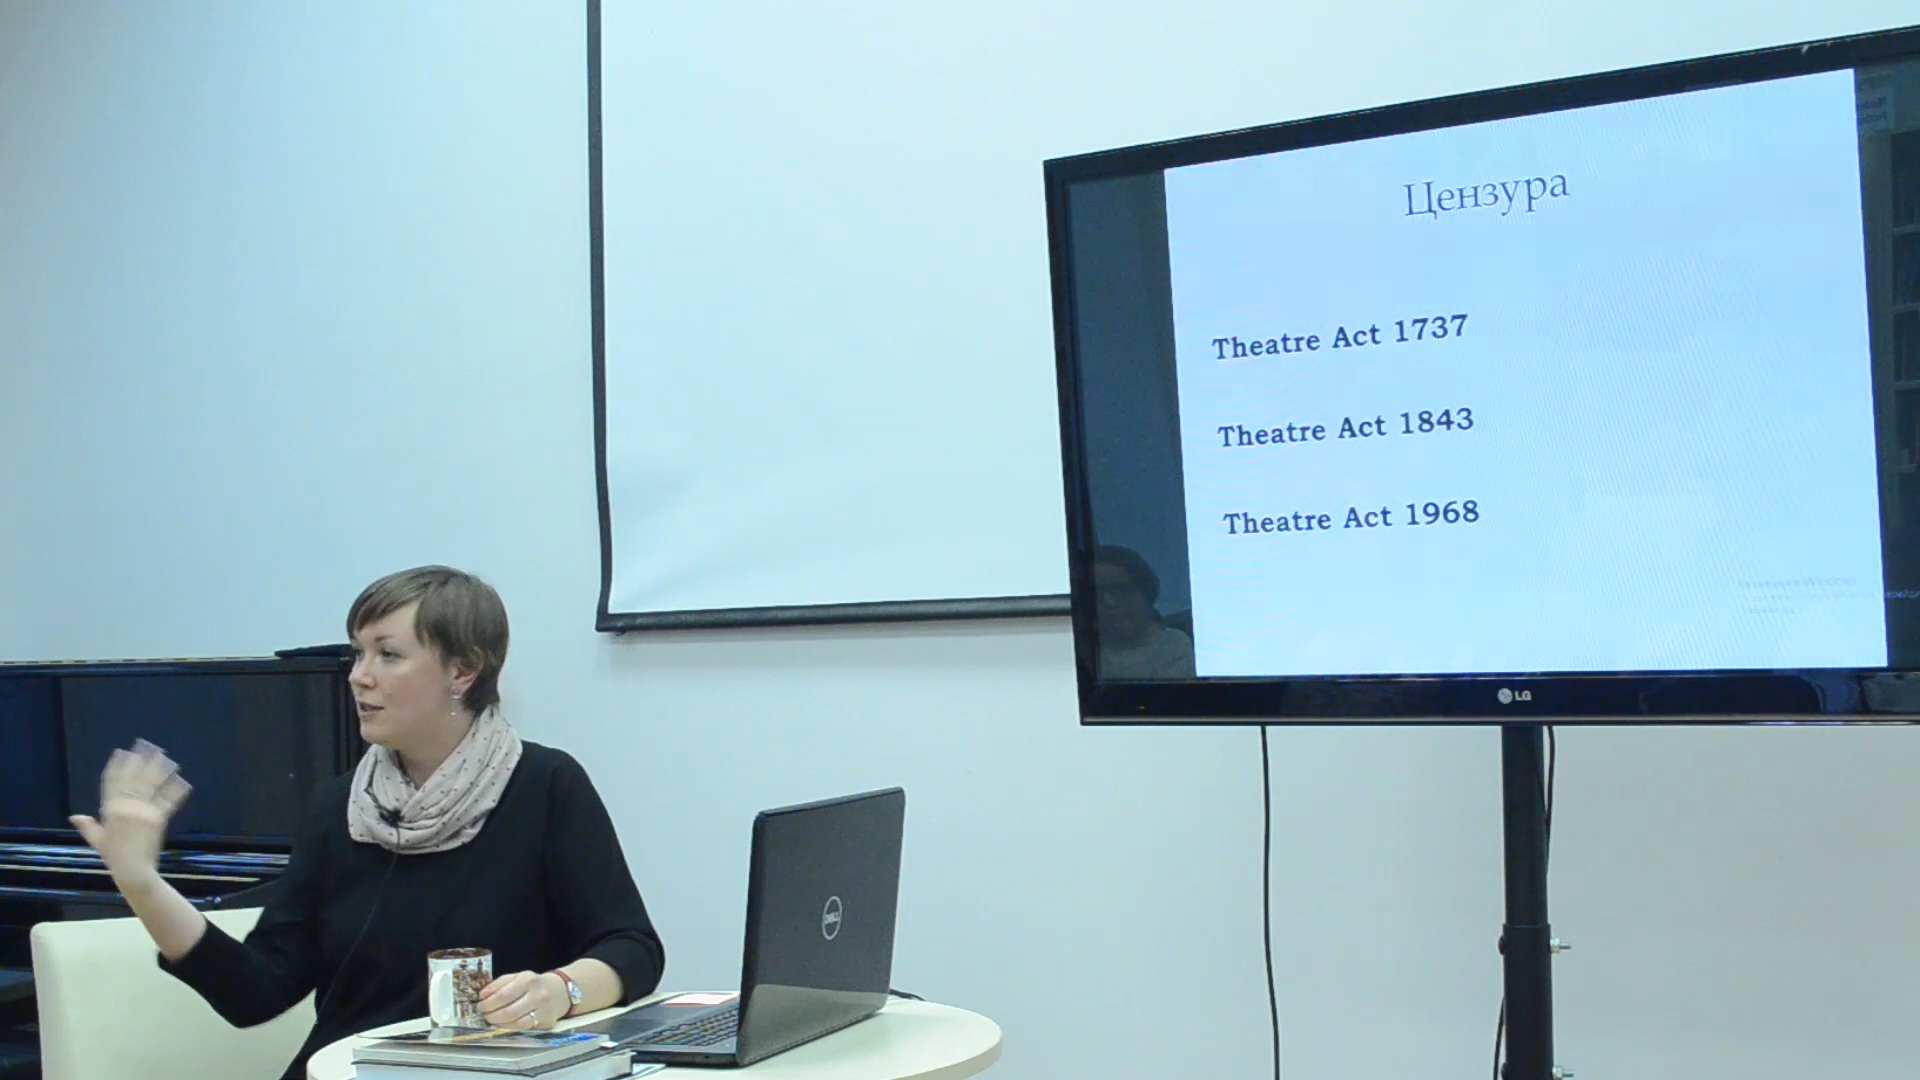 Цензура
Theatre Act 1737
Theatre Act 1843
Theatre Act 1968
LG
DELL